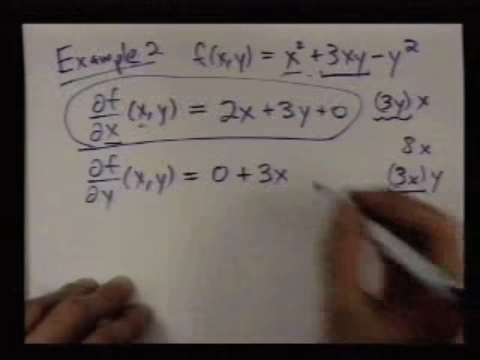 Example 2 f(x,y) = x² + 3xy - y²
∂f/∂x (x,y) = 2x + 3y + 0 (3y)x
8x
∂f/∂y (x,y) = 0 + 3x (3x)y